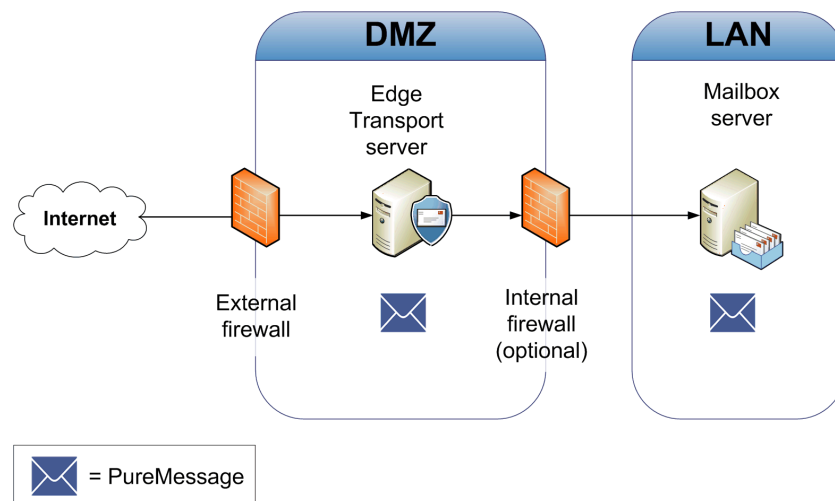 DMZ
LAN
Edge
Transport
server
Mailbox
server
Internet
External
firewall
Internal
firewall
(optional)
= PureMessage